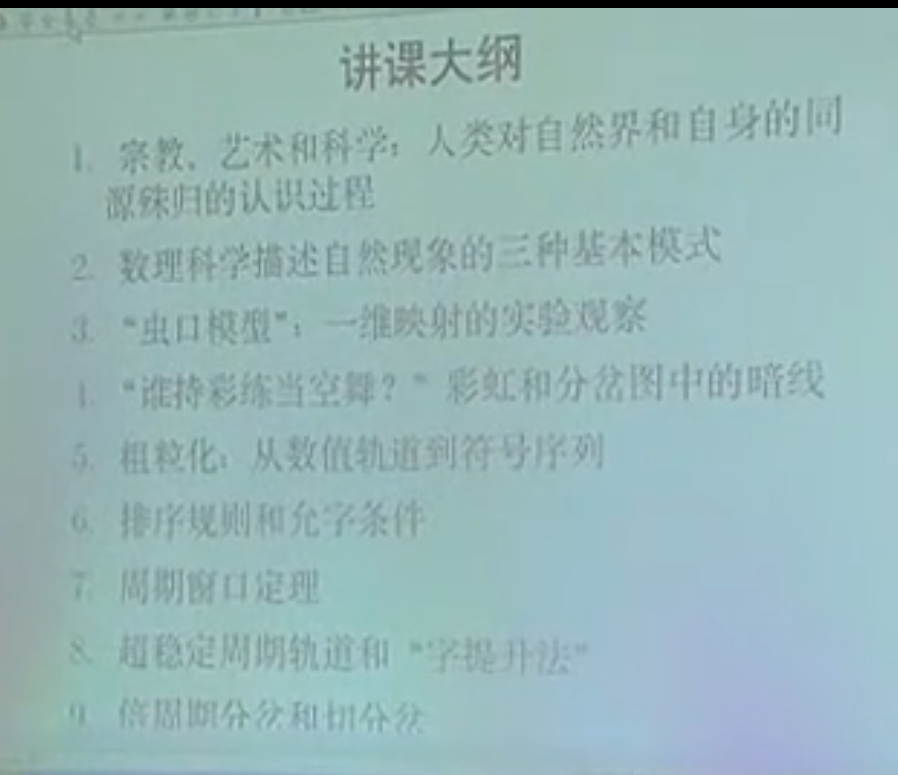 讲课大纲
1. 宗教、艺术和科学：人类对自然界和自身的同
源殊归的认识过程
2. 数理科学描述自然现象的三种基本模式
3. “虫口模型”：一维映射的实验观察
4. “谁持彩练当空舞？” 彩虹和分岔图中的暗线
5. 粗粒化：从数值轨道到符号序列
6. 排序规则和允字条件
7. 周期窗口定理
8. 超稳定周期轨道和 “字提升法”
9. 倍周期分岔和切分岔